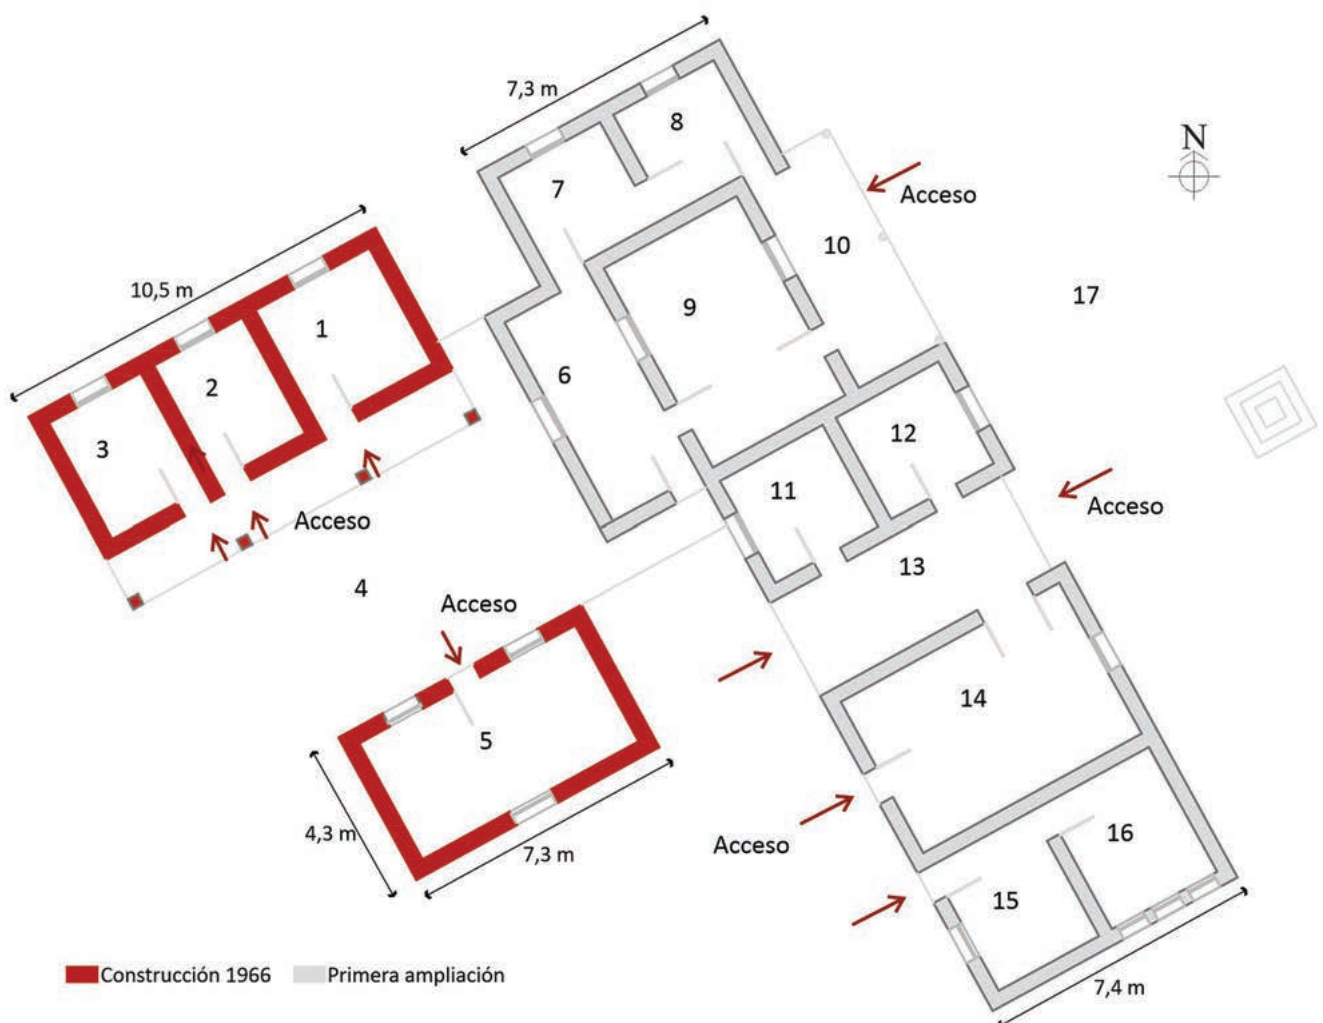 7,3 m
8
N
7
Acceso
10
10,5 m
17
1
9
2
6
3
12
11
Acceso
Acceso
13
4
Acceso
14
5
4,3 m
16
Acceso
7,3 m
15
Construcción 1966
Primera ampliación
7,4 m